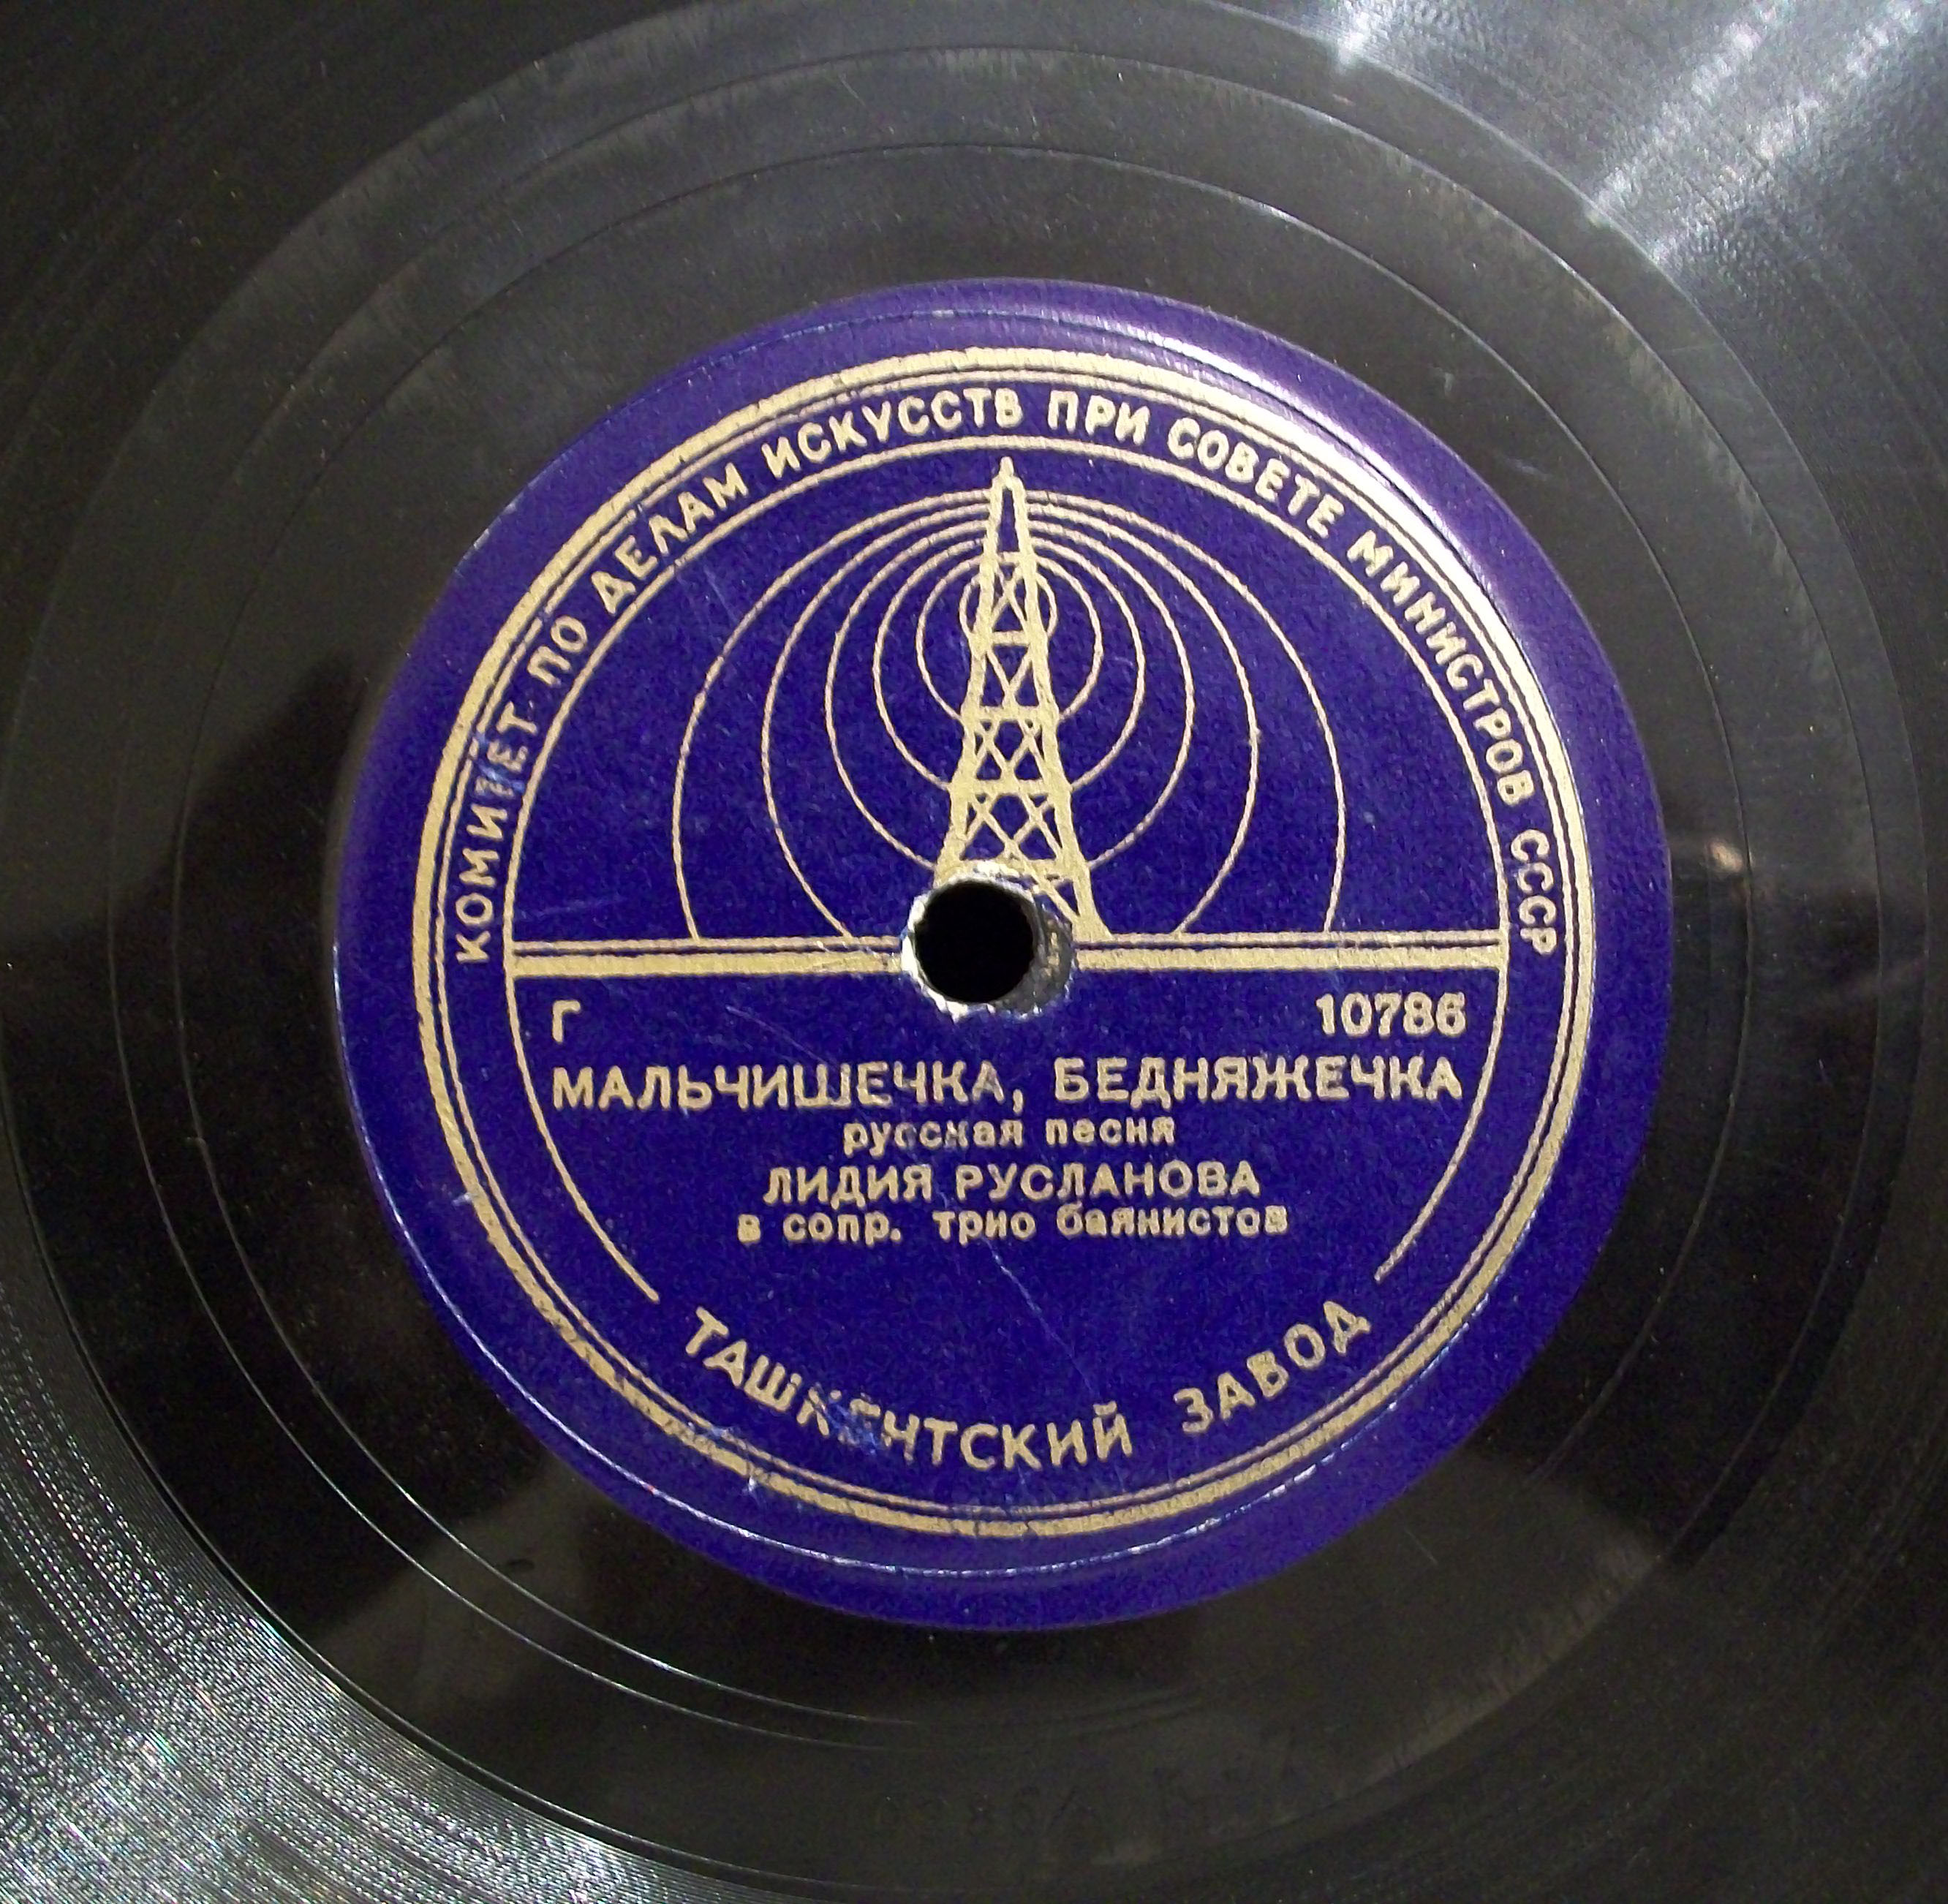 КОМИТЕТ ПО ДЕЛАМ ИСКУССТВ ПРИ СОВЕТЕ МИНИСТРОВ СССР
Г 10786
МАЛЬЧИШЕЧКА, БЕДНЯЖЕЧКА
русская песня
ЛИДИЯ РУСЛАНОВА
в сопр. трио баянистов
ТАШКЕНТСКИЙ ЗАВОД